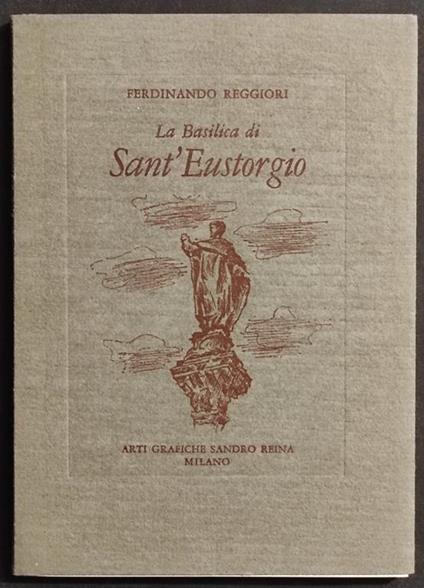 FERDINANDO REGGIORI
La Basilica di
Sant'Eustorgio
ARTI GRAFICHE SANDRO REINA
MILANO